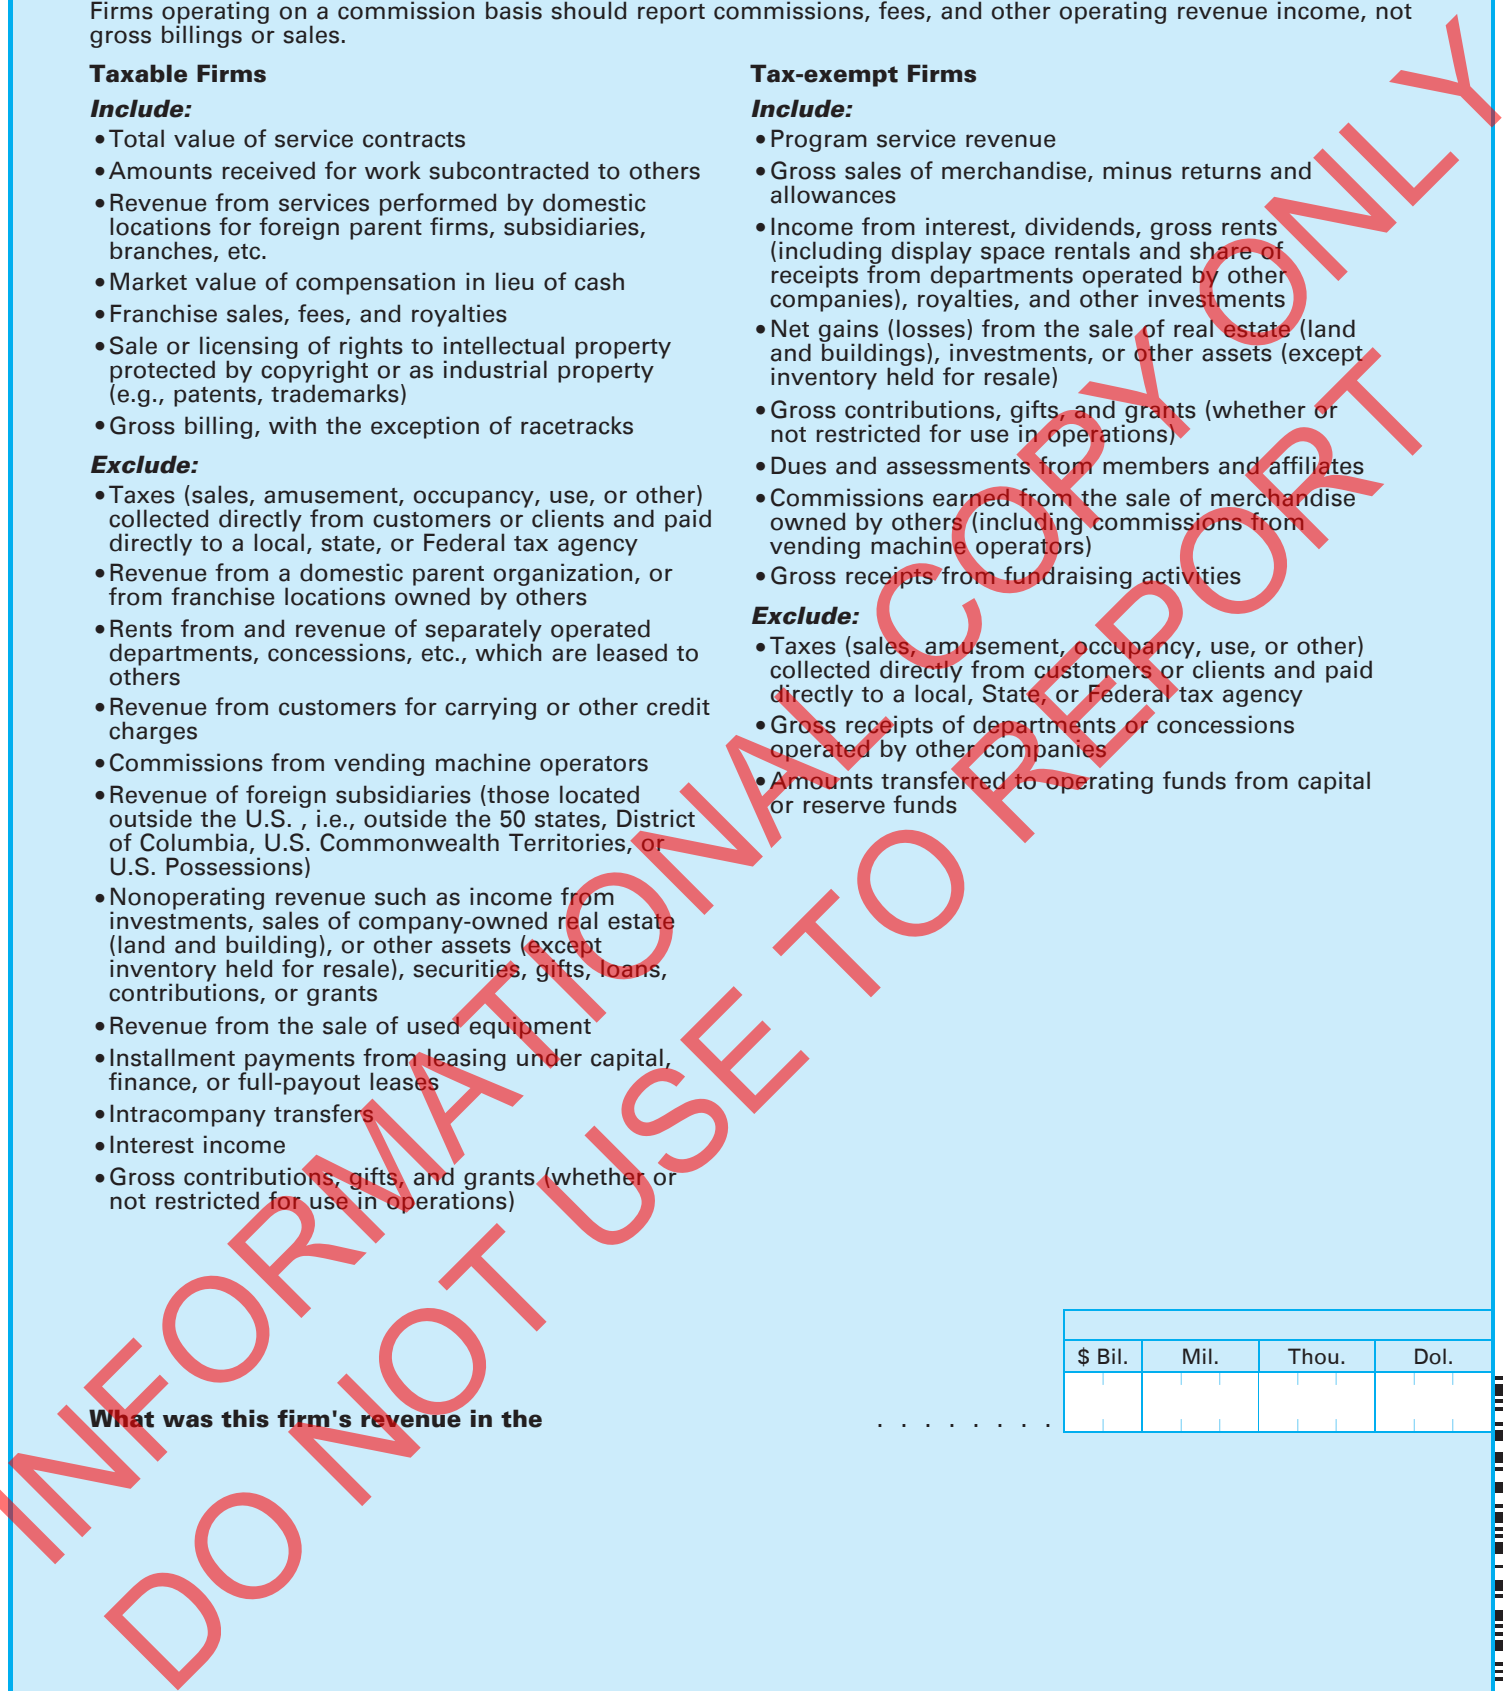 Firms operating on a commission basis should report commissions, fees, and other operating revenue income, not
gross billings or sales.
Taxable Firms
Include:
•Total value of service contracts
•Amounts received for work subcontracted to others
•Revenue from services performed by domestic
locations for foreign parent firms, subsidiaries,
branches, etc.
•Market value of compensation in lieu of cash
•Franchise sales, fees, and royalties
•Sale or licensing of rights to intellectual property
protected by copyright or as industrial property
(e.g., patents, trademarks)
•Gross billing, with the exception of racetracks
Exclude:
•Taxes (sales, amusement, occupancy, use, or other)
collected directly from customers or clients and paid
directly to a local, state, or Federal tax agency
•Revenue from a domestic parent organization, or
from franchise locations owned by others
•Rents from and revenue of separately operated
departments, concessions, etc., which are leased to
others
•Revenue from customers for carrying or other credit
charges
•Commissions from vending machine operators
•Revenue of foreign subsidiaries (those located
outside the U.S. , i.e., outside the 50 states, District
of Columbia, U.S. Commonwealth Territories, or
U.S. Possessions)
•Nonoperating revenue such as income from
investments, sales of company-owned real estate
(land and building), or other assets (except
inventory held for resale), securities, gifts, loans,
contributions, or grants
•Revenue from the sale of used equipment
•Installment payments from leasing under capital,
finance, or full-payout leases
•Intracompany transfers
•Interest income
•Gross contributions, gifts, and grants (whether or
not restricted for use in operations)
Tax-exempt Firms
Include:
•Program service revenue
•Gross sales of merchandise, minus returns and
allowances
•Income from interest, dividends, gross rents
(including display space rentals and share of
receipts from departments operated by other
companies), royalties, and other investments
•Net gains (losses) from the sale of real estate (land
and buildings), investments, or other assets (except
inventory held for resale)
•Gross contributions, gifts, and grants (whether or
not restricted for use in operations)
•Dues and assessments from members and affiliates
•Commissions earned from the sale of merchandise
owned by others (including commissions from
vending machine operators)
•Gross receipts from fundraising activities
Exclude:
•Taxes (sales, amusement, occupancy, use, or other)
collected directly from customers or clients and paid
directly to a local, State, or Federal tax agency
•Gross receipts of departments or concessions
operated by other companies
•Amounts transferred to operating funds from capital
or reserve funds
$ Bil. Mil. Thou. Dol.
What was this firm's revenue in the . . . . . . . .
INFORMATIONAL COPY ONLY
DO NOT USE TO REPORT